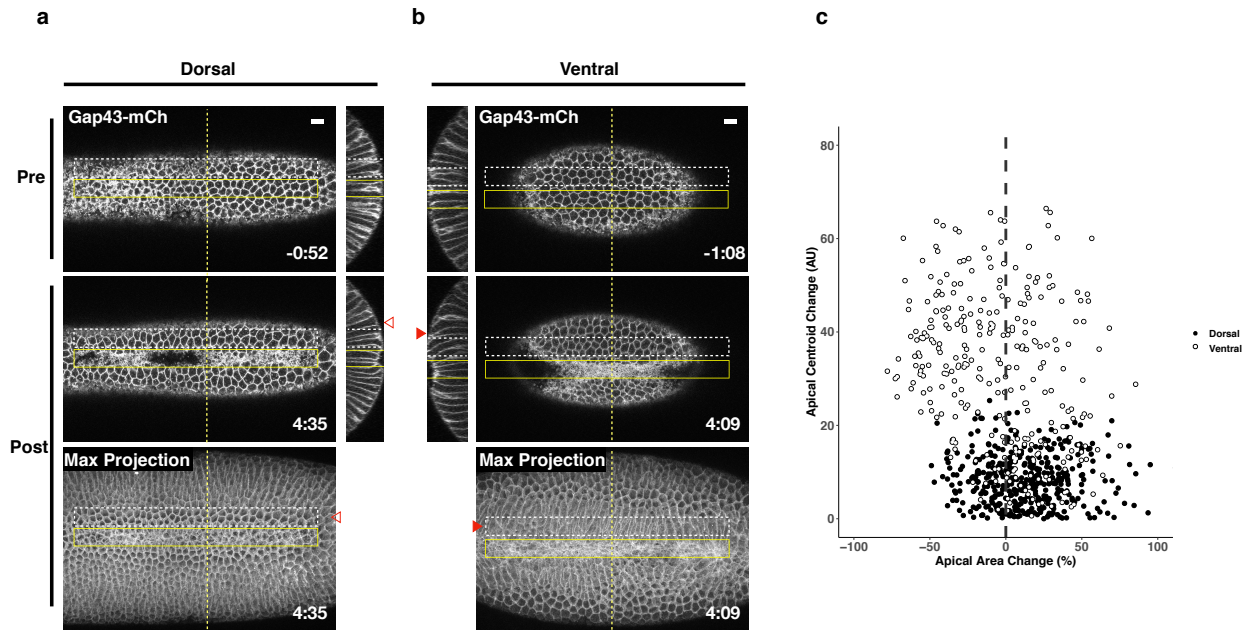 a
b
c
Dorsal
Ventral
Pre
Post
Gap43-mCh
-0:52
Gap43-mCh
-1:08
4:35
4:09
Max Projection
4:35
Max Projection
4:09
Apical Centroid Change (AU)
80
60
40
20
0
−100
−50
0
50
100
Apical Area Change (%)
Dorsal
Ventral